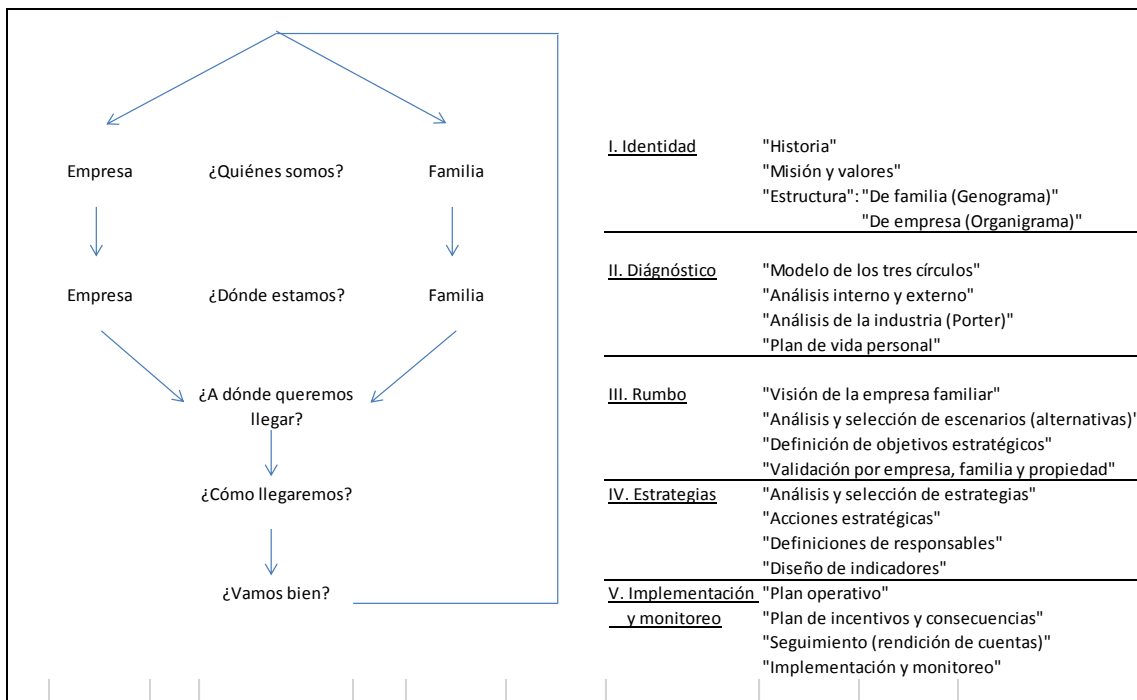 Empresa ¿Quiénes somos? Familia
Empresa ¿Dónde estamos? Familia
¿A dónde queremos
llegar?
¿Cómo llegaremos?
¿Vamos bien?
I. Identidad "Historia"
"Misión y valores"
"Estructura": "De familia (Genograma)"
"De empresa (Organigrama)"
II. Diágnóstico "Modelo de los tres círculos"
"Análisis interno y externo"
"Análisis de la industria (Porter)"
"Plan de vida personal"
III. Rumbo "Visión de la empresa familiar"
"Análisis y selección de escenarios (alternativas)"
"Definición de objetivos estratégicos"
"Validación por empresa, familia y propiedad"
IV. Estrategias "Análisis y selección de estrategias"
"Acciones estratégicas"
"Definiciones de responsables"
"Diseño de indicadores"
V. Implementación "Plan operativo"
y monitoreo "Plan de incentivos y consecuencias"
"Seguimiento (rendición de cuentas)"
"Implementación y monitoreo"